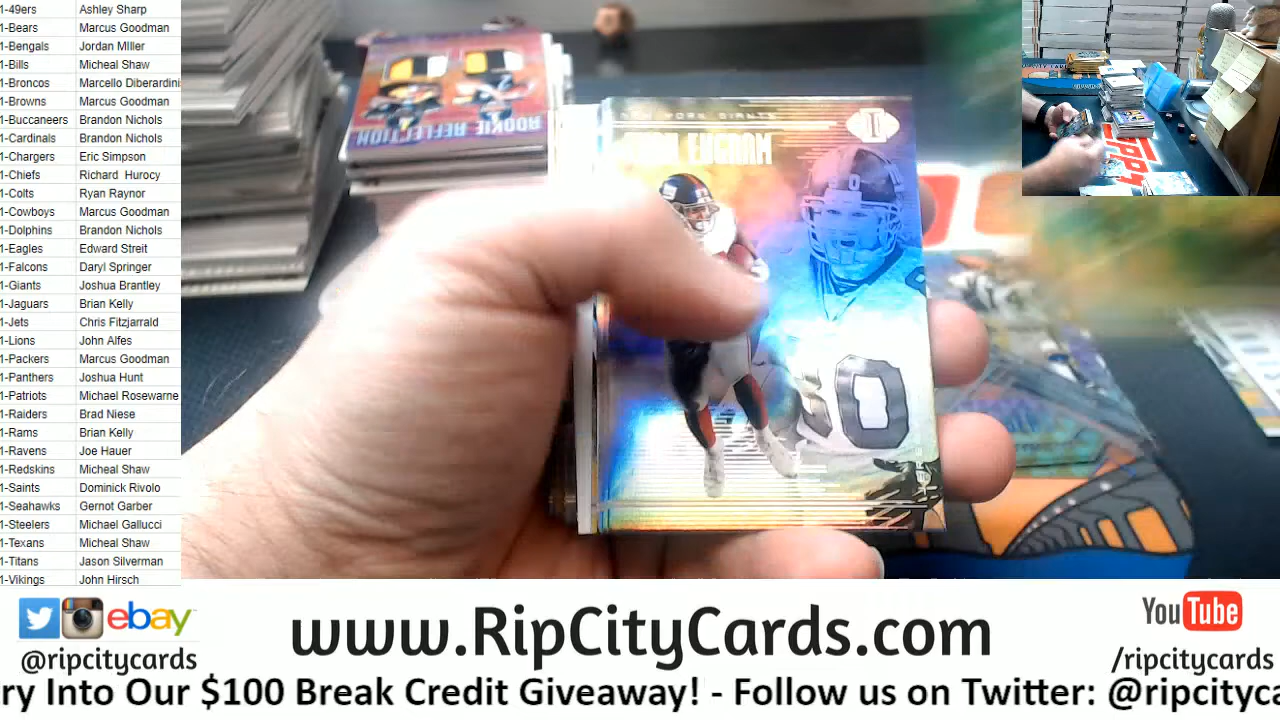 1-49ers Ashley Sharp
1-Bears Marcus Goodman
1-Bengals Jordan MIller
1-Bills Micheal Shaw
1-Broncos Marcello Diberardini
1-Browns Marcus Goodman
1-Buccaneers Brandon Nichols
1-Cardinals Brandon Nichols
1-Chargers Eric Simpson
1-Chiefs Richard Hurocy
1-Colts Ryan Raynor
1-Cowboys Marcus Goodman
1-Dolphins Brandon Nichols
1-Eagles Edward Streit
1-Falcons Daryl Springer
1-Giants Joshua Brantley
1-Jaguars Brian Kelly
1-Jets Chris Fitzjarrald
1-Lions John Alfes
1-Packers Marcus Goodman
1-Panthers Joshua Hunt
1-Patriots Michael Rosewarne
1-Raiders Brad Niese
1-Rams Brian Kelly
1-Ravens Joe Hauer
1-Redskins Micheal Shaw
1-Saints Dominick Rivolo
1-Seahawks Gernot Garber
1-Steelers Michael Gallucci
1-Texans Micheal Shaw
1-Titans Jason Silverman
1-Vikings John Hirsch
ROOKIE REFLECTION
YORK GIANTS
ENGRAM
80
TOPPS
ebay
@ripcitycards
www.RipCityCards.com
YouTube
/ripcitycards
ry Into Our $100 Break Credit Giveaway! - Follow us on Twitter: @ripcityca